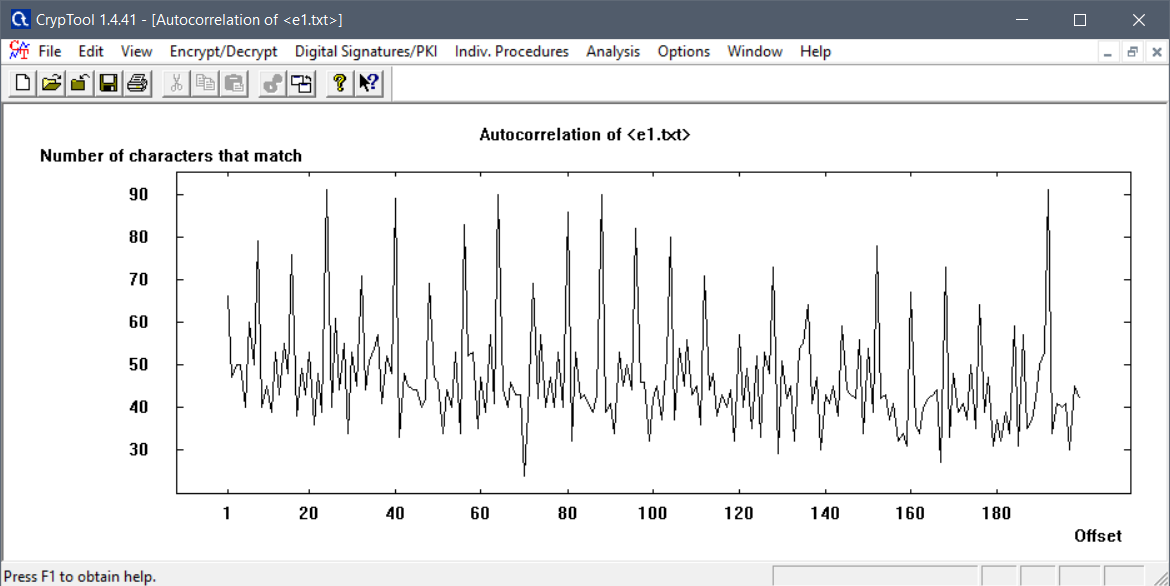 CrypTool 1.4.41 - [Autocorrelation of <e1.txt>]
File Edit View Encrypt/Decrypt Digital Signatures/PKI Indiv. Procedures Analysis Options Window Help
Autocorrelation of <e1.txt>
Number of characters that match
90
80
70
60
50
40
30
1 20 40 60 80 100 120 140 160 180
Offset
Press F1 to obtain help.